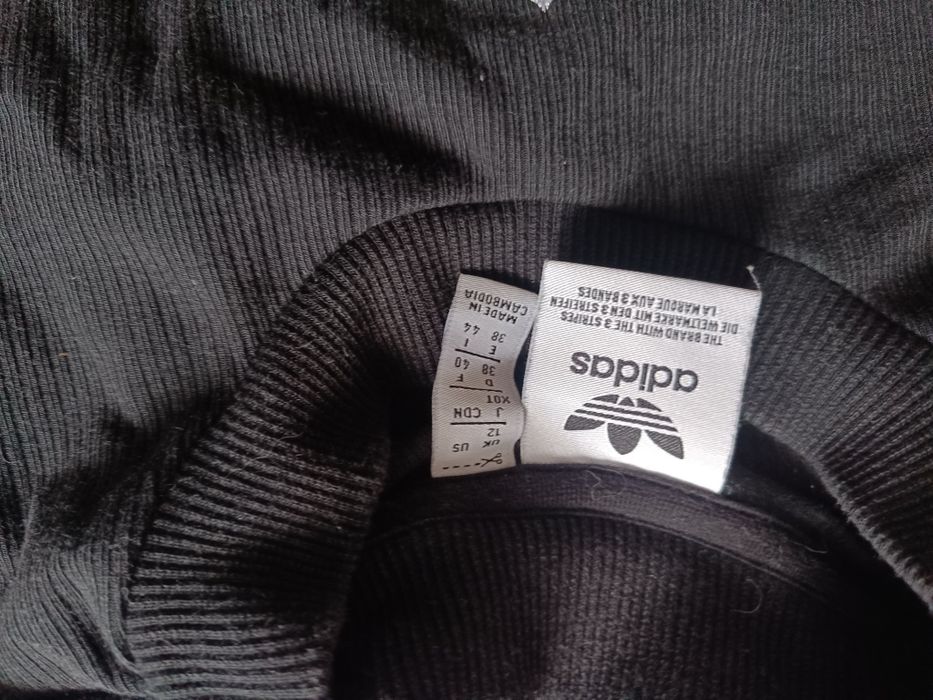 adidas
THE BRAND WITH THE 3 STRIPES
DIE WELTMARKE MIT DEN 3 STREIFEN
LA MARQUE AUX 3 BANDES
UK US
12
J CDN
XOT
D F
38 40
E I
38 44
MADE IN
CAMBODIA